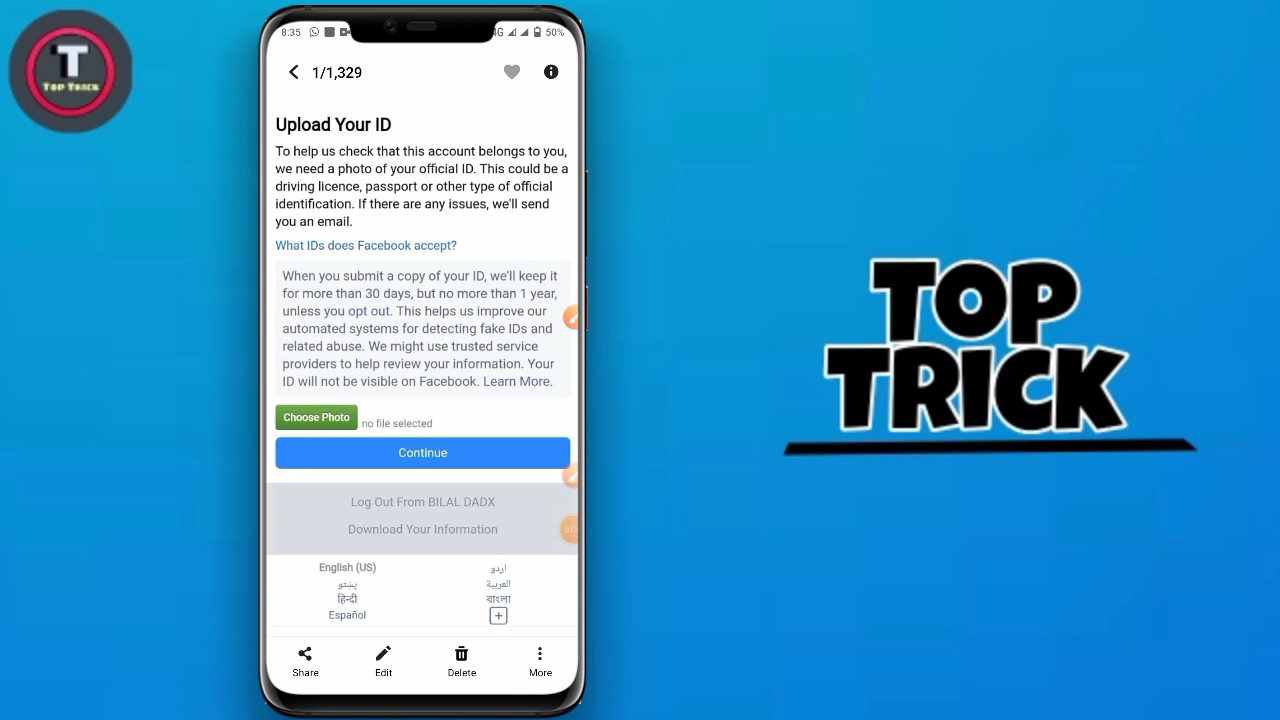 T
TOP TRICK
8:35
4G
50%
1/1,329
Upload Your ID
To help us check that this account belongs to you,
we need a photo of your official ID. This could be a
driving licence, passport or other type of official
identification. If there are any issues, we'll send
you an email.
What IDs does Facebook accept?
When you submit a copy of your ID, we'll keep it
for more than 30 days, but no more than 1 year,
unless you opt out. This helps us improve our
automated systems for detecting fake IDs and
related abuse. We might use trusted service
providers to help review your information. Your
ID will not be visible on Facebook. Learn More.
Choose Photo no file selected
Continue
Log Out From BILAL DADX
Download Your Information
English (US) اردو
پښتو العربية
हिन्दी বাংলা
Español +
Share Edit Delete More
TOP
TRICK